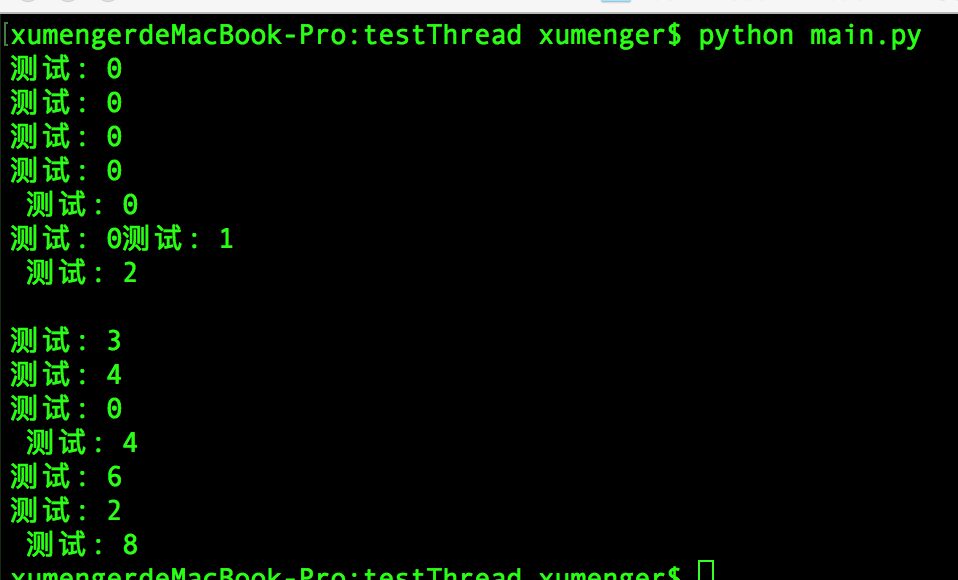 [xumengerdeMacBook-Pro:testThread xumenger$ python main.py
测试: 0
测试: 0
测试: 0
测试: 0
 测试: 0
测试: 0测试: 1
 测试: 2

测试: 3
测试: 4
测试: 0
 测试: 4
测试: 6
测试: 2
 测试: 8
xumengerdeMacBook-Pro:testThread xumenger$